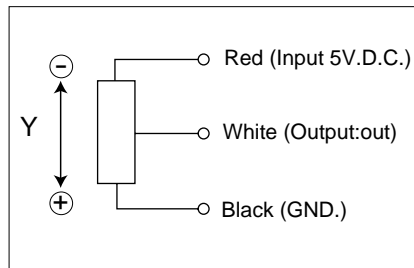 Red (Input 5V.D.C.)
−
Y
White (Output:out)
+
Black (GND.)